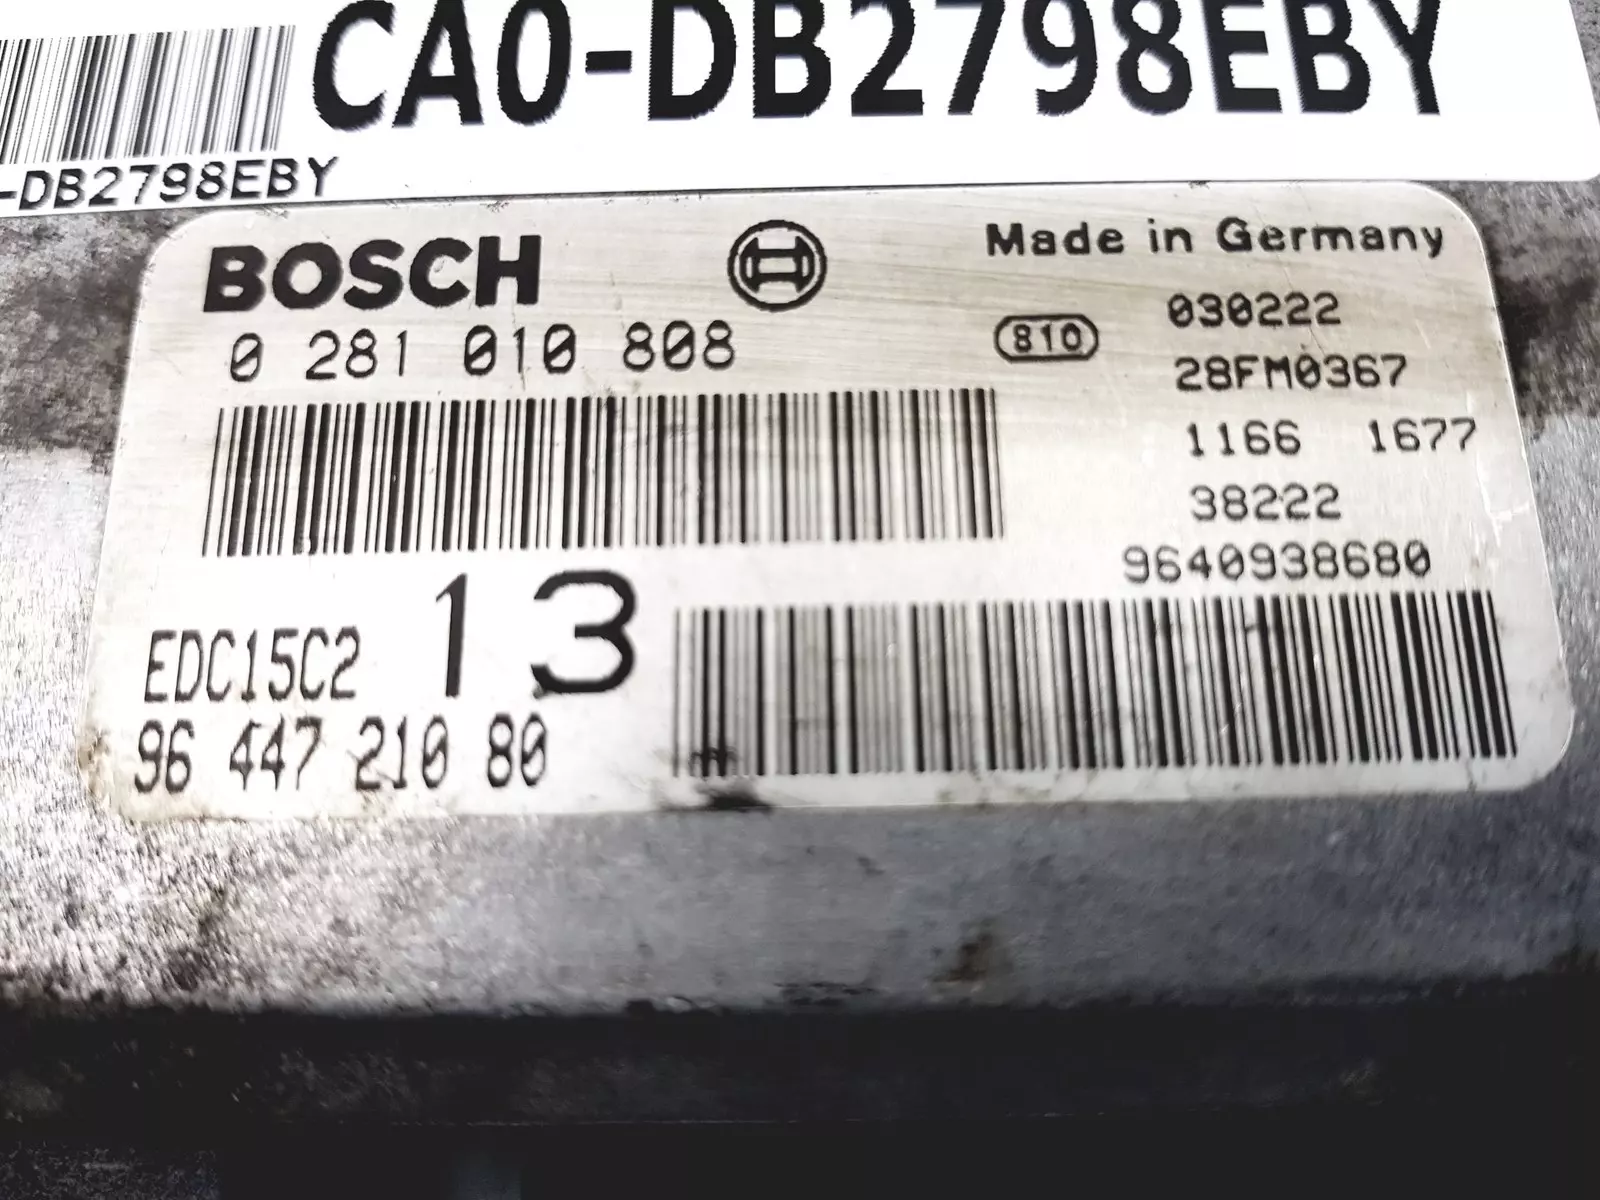 CA0-DB2798EBY
-DB2798EBY
BOSCH
Made in Germany
0 281 010 808
810
030222
28FM0367
1166 1677
38222
9640938680
EDC15C2
13
96 447 210 80